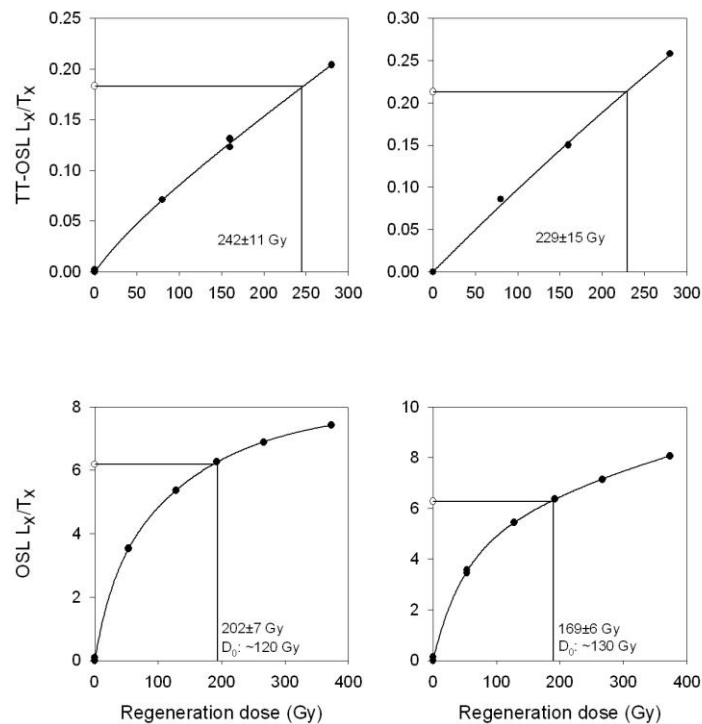 TT-OSL Lx/Tx
0.25
0.20
0.15
0.10
0.05
0.00
242±11 Gy
0 50 100 150 200 250 300
0.30
0.25
0.20
0.15
0.10
0.05
0.00
229±15 Gy
0 50 100 150 200 250 300
OSL Lx/Tx
8
6
4
2
0
202±7 Gy
D0: ~120 Gy
0 100 200 300 400
Regeneration dose (Gy)
10
8
6
4
2
0
169±6 Gy
D0: ~130 Gy
0 100 200 300 400
Regeneration dose (Gy)